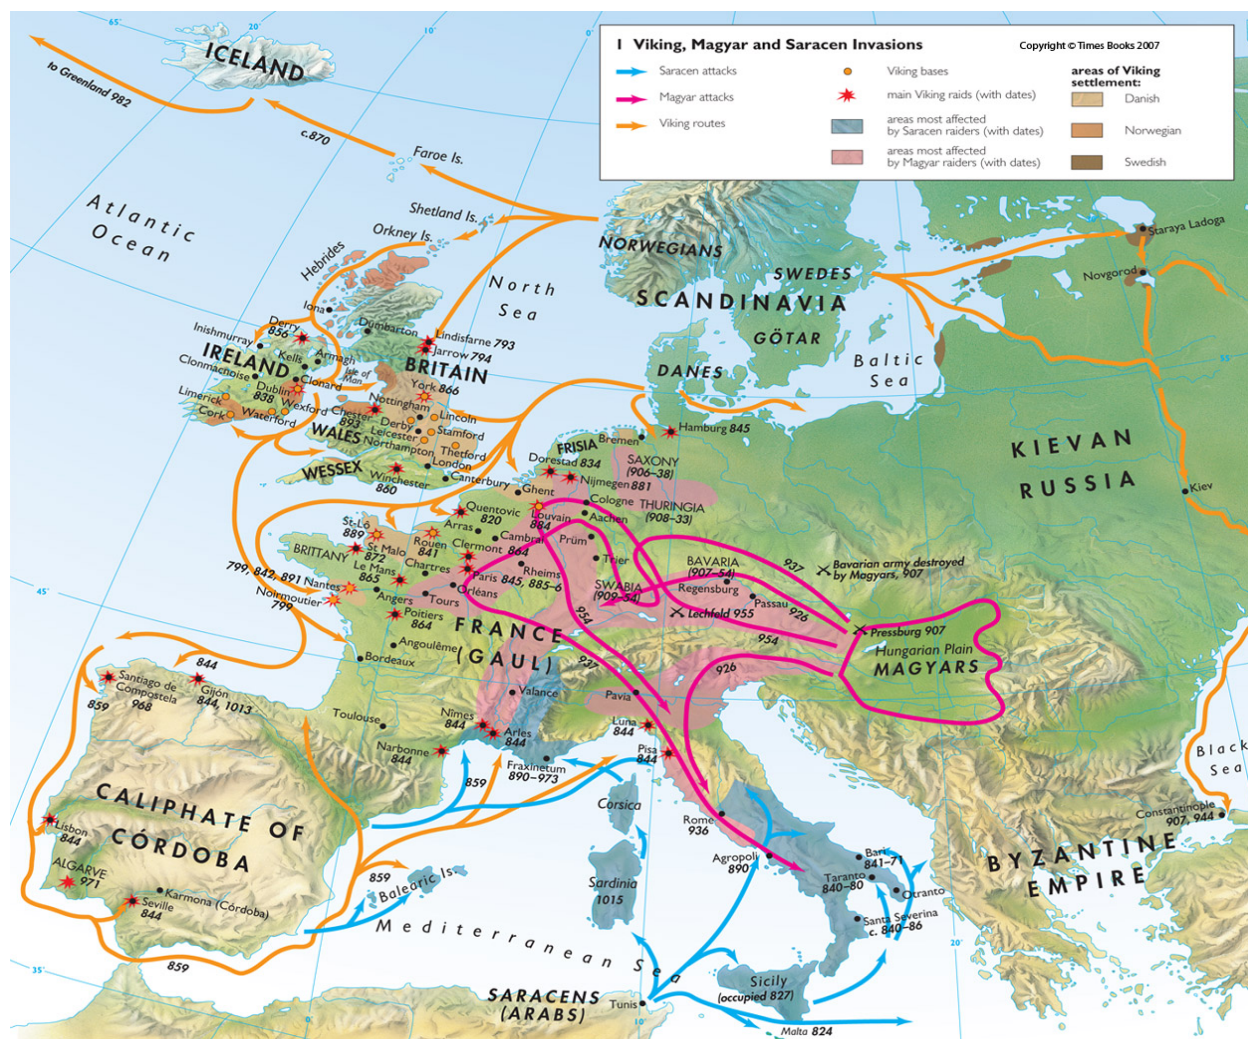 1 Viking, Magyar and Saracen Invasions
Copyright © Times Books 2007
Saracen attacks
Magyar attacks
Viking routes
Viking bases
main Viking raids (with dates)
areas most affected
by Saracen raiders (with dates)
areas most affected
by Magyar raiders (with dates)
areas of Viking
settlement:
Danish
Norwegian
Swedish
65°
20°
10°
0°
ICELAND
to Greenland 982
c.870
Faroe Is.
Atlantic
Ocean
Shetland Is.
Orkney Is.
Hebrides
North
Sea
NORWEGIANS
SWEDES
SCANDINAVIA
GÖTAR
Staraya Ladoga
Novgorod
Baltic
Sea
DANES
55
Iona
Derry
856
Inishmurray
Dumbarton
Lindisfarne 793
Jarrow 794
IRELAND
Kells
Armagh
Clonmacnoise
Clonard
Isle of
Man
BRITAIN
Dublin
838
York 866
Limerick
Wexford
Cork
Waterford
Chester
893
Nottingham
Lincoln
Derby
Leicester
Stamford
WALES
Northampton
Thetford
London
WESSEX
Winchester
860
Canterbury
Hamburg 845
Bremen
FRISIA
SAXONY
(906–38)
Dorestad 834
Nijmegen 881
Ghent
Cologne
THURINGIA
(908–33)
Louvain
884
Aachen
KIEVAN
RUSSIA
Kiev
Quentovic
820
Arras
Cambrai
Prüm
St-Lô
889
Rouen
841
Clermont
864
Trier
BRITTANY
St Malo
872
Chartres
Rheims
Le Mans
865
Paris 845, 885–6
Orléans
799, 842, 891
Nantes
Angers
Tours
Noirmoutier
799
Poitiers
864
45°
BAVARIA
(907–54)
937
Bavarian army destroyed
by Magyars, 907
Regensburg
SWABIA
(909–54)
Passau
926
Lechfeld 955
954
954
Pressburg 907
Hungarian Plain
MAGYARS
FRANCE
(GAUL)
937
926
Angoulême
Bordeaux
Valance
Pavia
844
Santiago de
Compostela
968
Gijón
844, 1013
859
Toulouse
Nîmes
844
Arles
844
Luna
844
Narbonne
844
Pisa
844
Fraxinetum
890–973
859
Corsica
Black
Sea
Constantinople
907, 944
CALIPHATE OF
CÓRDOBA
Lisbon
844
ALGARVE
971
Karmona (Córdoba)
Seville
844
859
Balearic Is.
Sardinia
1015
Rome
936
Agropoly
890
Bari
841–71
Taranto
840–80
Otranto
Santa Severina
c. 840–86
BYZANTINE
EMPIRE
Mediterranean Sea
20°
35°
859
SARACENS
(ARABS)
Tunis
Sicily
(occupied 827)
Malta 824
0°
10°